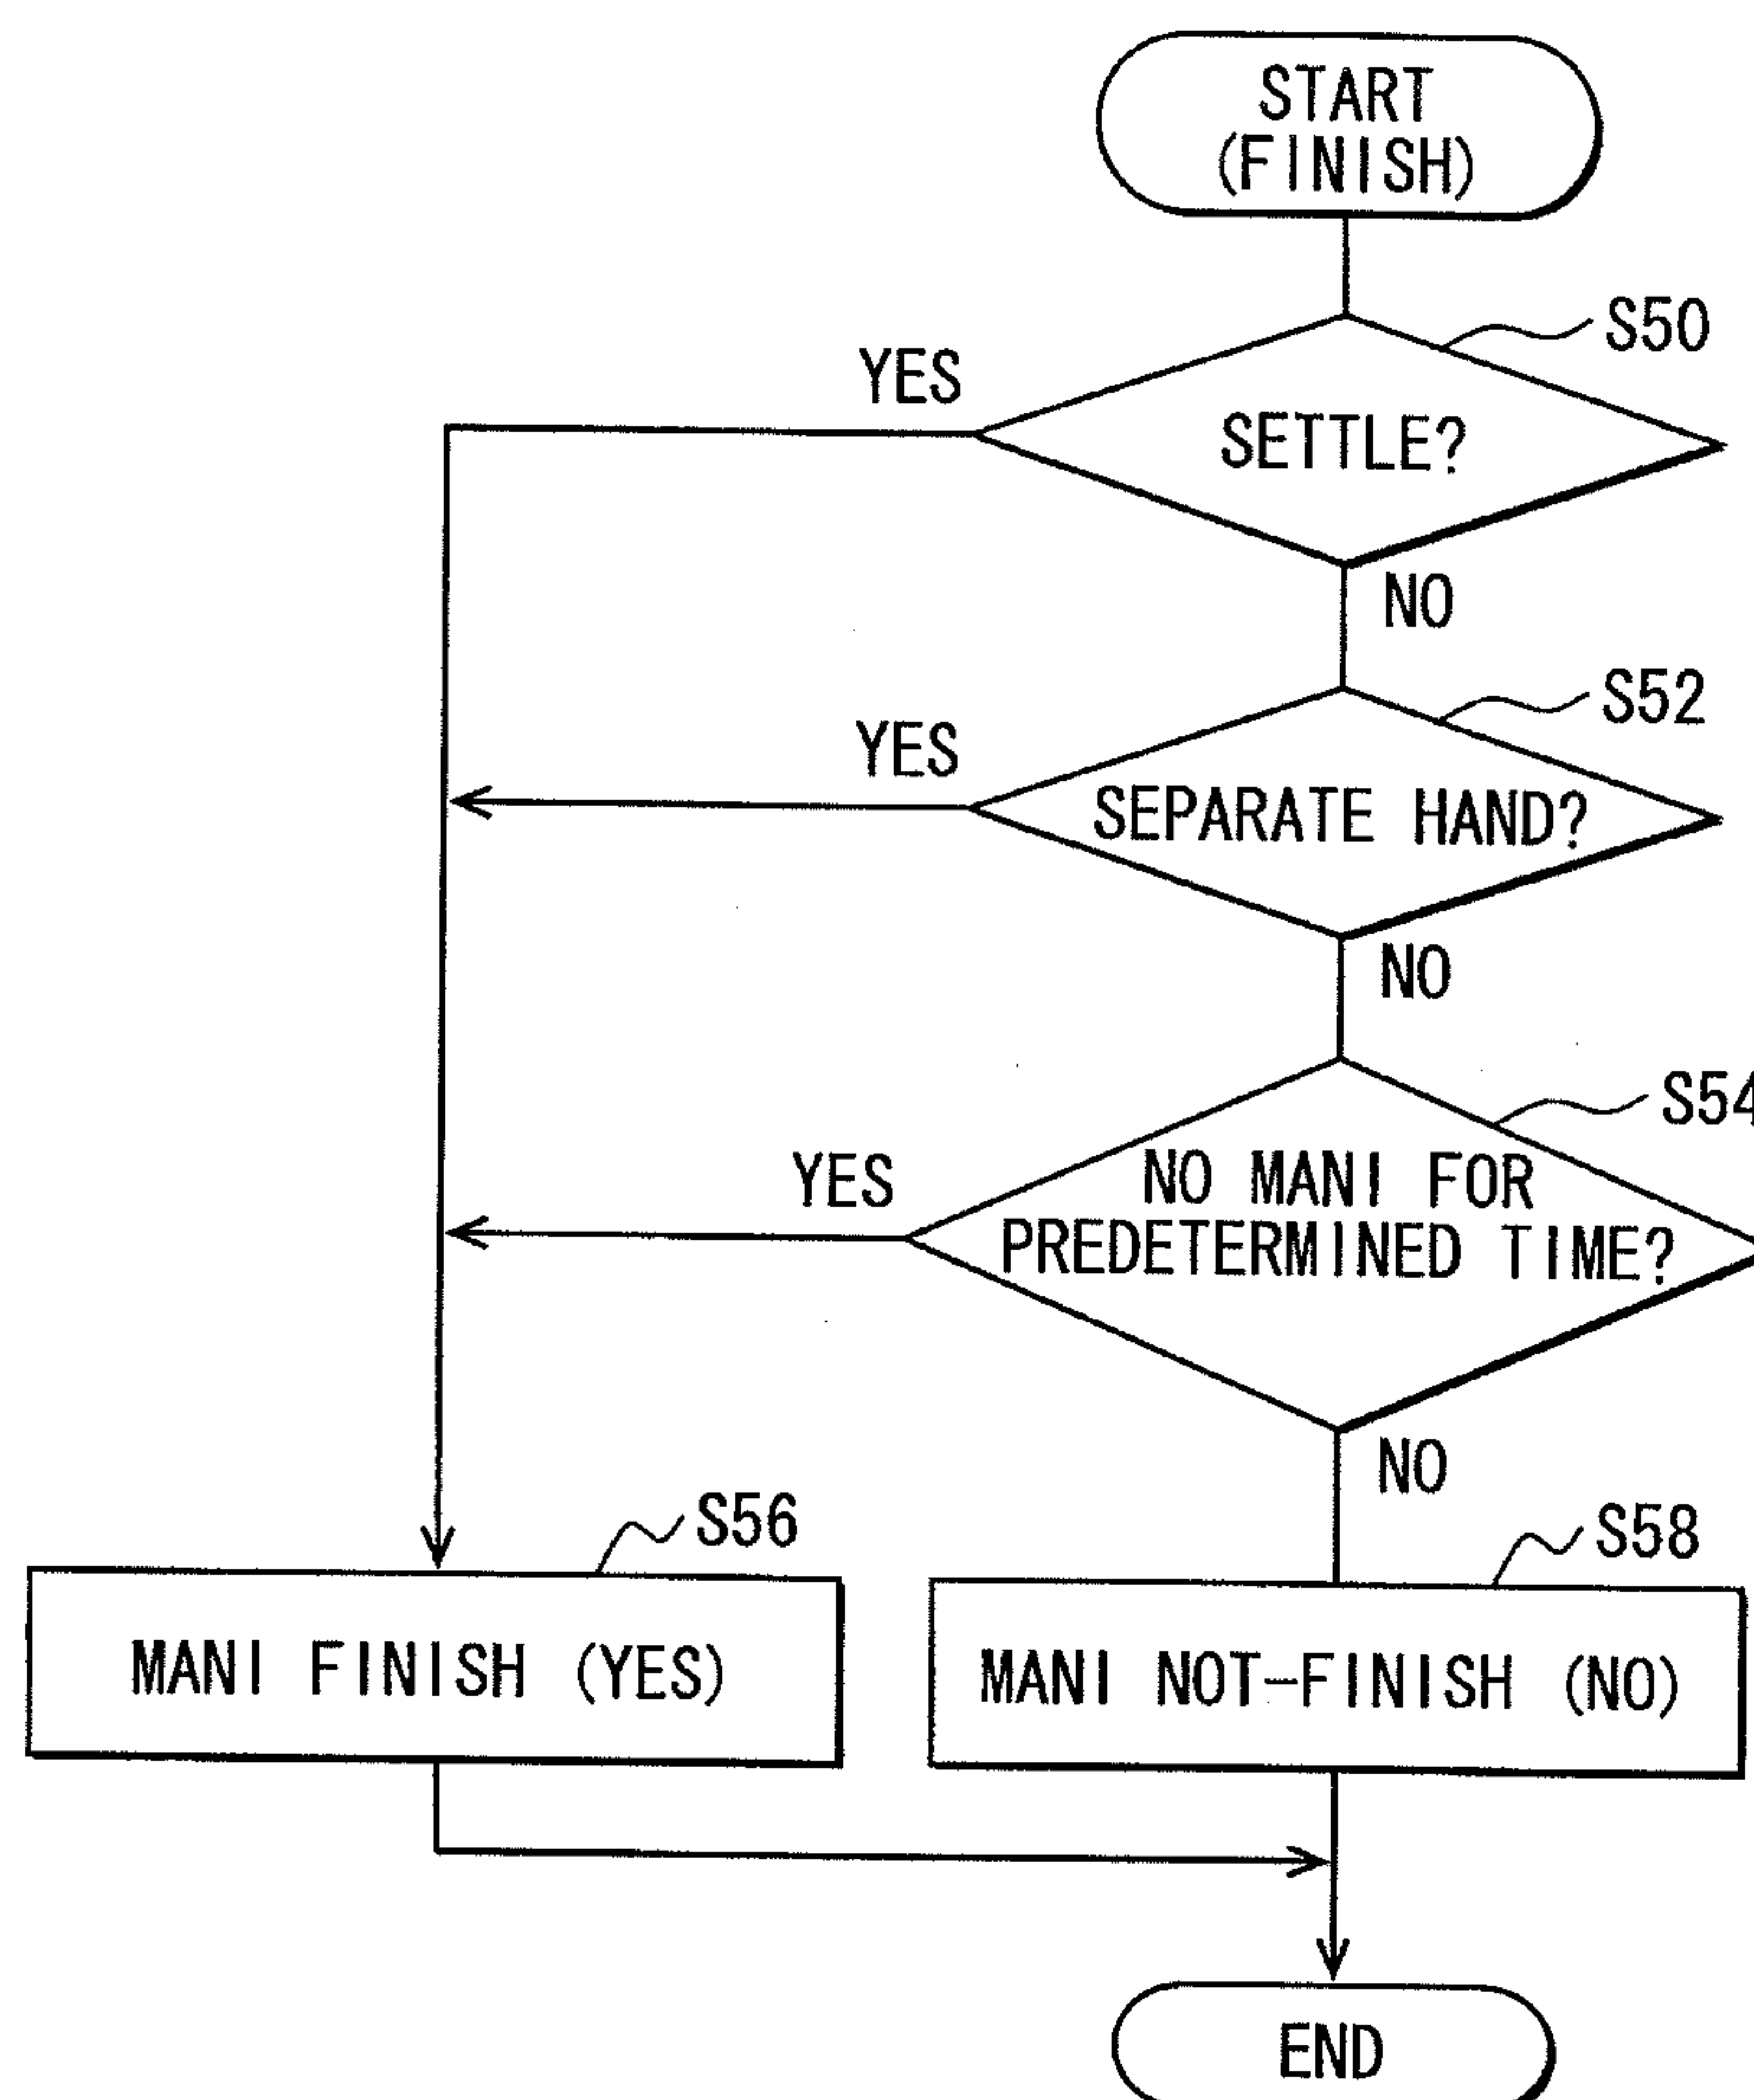 START
(FINISH)
S50
YES
SETTLE?
NO
S52
YES
SEPARATE HAND?
NO
S54
YES
NO MANI FOR
PREDETERMINED TIME?
NO
S56
S58
MANI FINISH (YES)
MANI NOT-FINISH (NO)
END